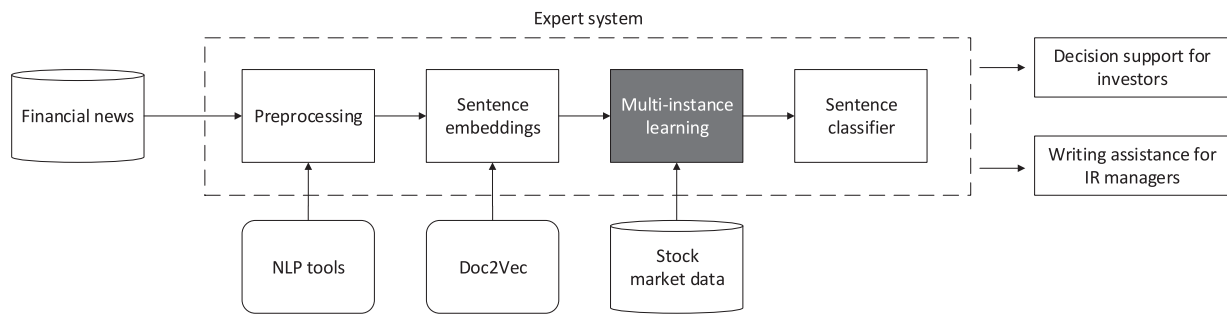 Expert system
Financial news
Preprocessing
Sentence
embeddings
Multi-instance
learning
Sentence
classifier
Decision support for
investors
Writing assistance for
IR managers
NLP tools
Doc2Vec
Stock
market data